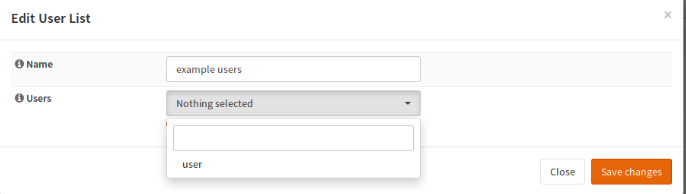 Edit User List
×
Name
example users
Users
Nothing selected
user
Close
Save changes